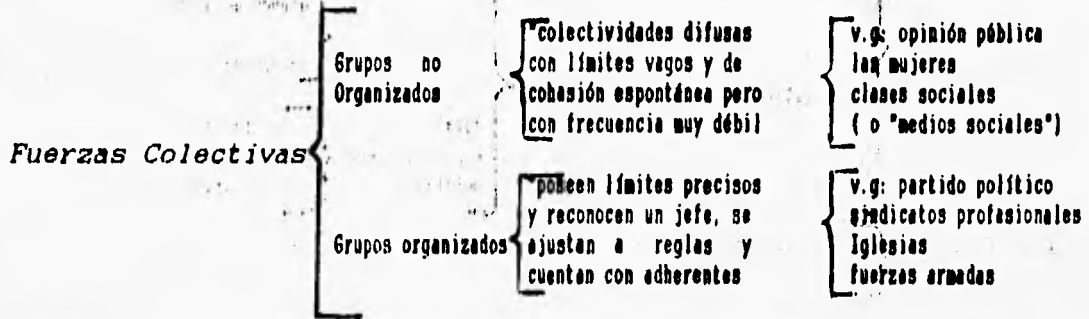 Fuerzas Colectivas
Grupos no
Organizados
"colectividades difusas
con límites vagos y de
cohesión espontánea pero
con frecuencia muy débil
v.g: opinión pública
las mujeres
clases sociales
( o "medios sociales")
Grupos organizados
"poseen límites precisos
y reconocen un jefe, se
ajustan a reglas y
cuentan con adherentes
v.g: partido político
sindicatos profesionales
Iglesias
fuerzas armadas